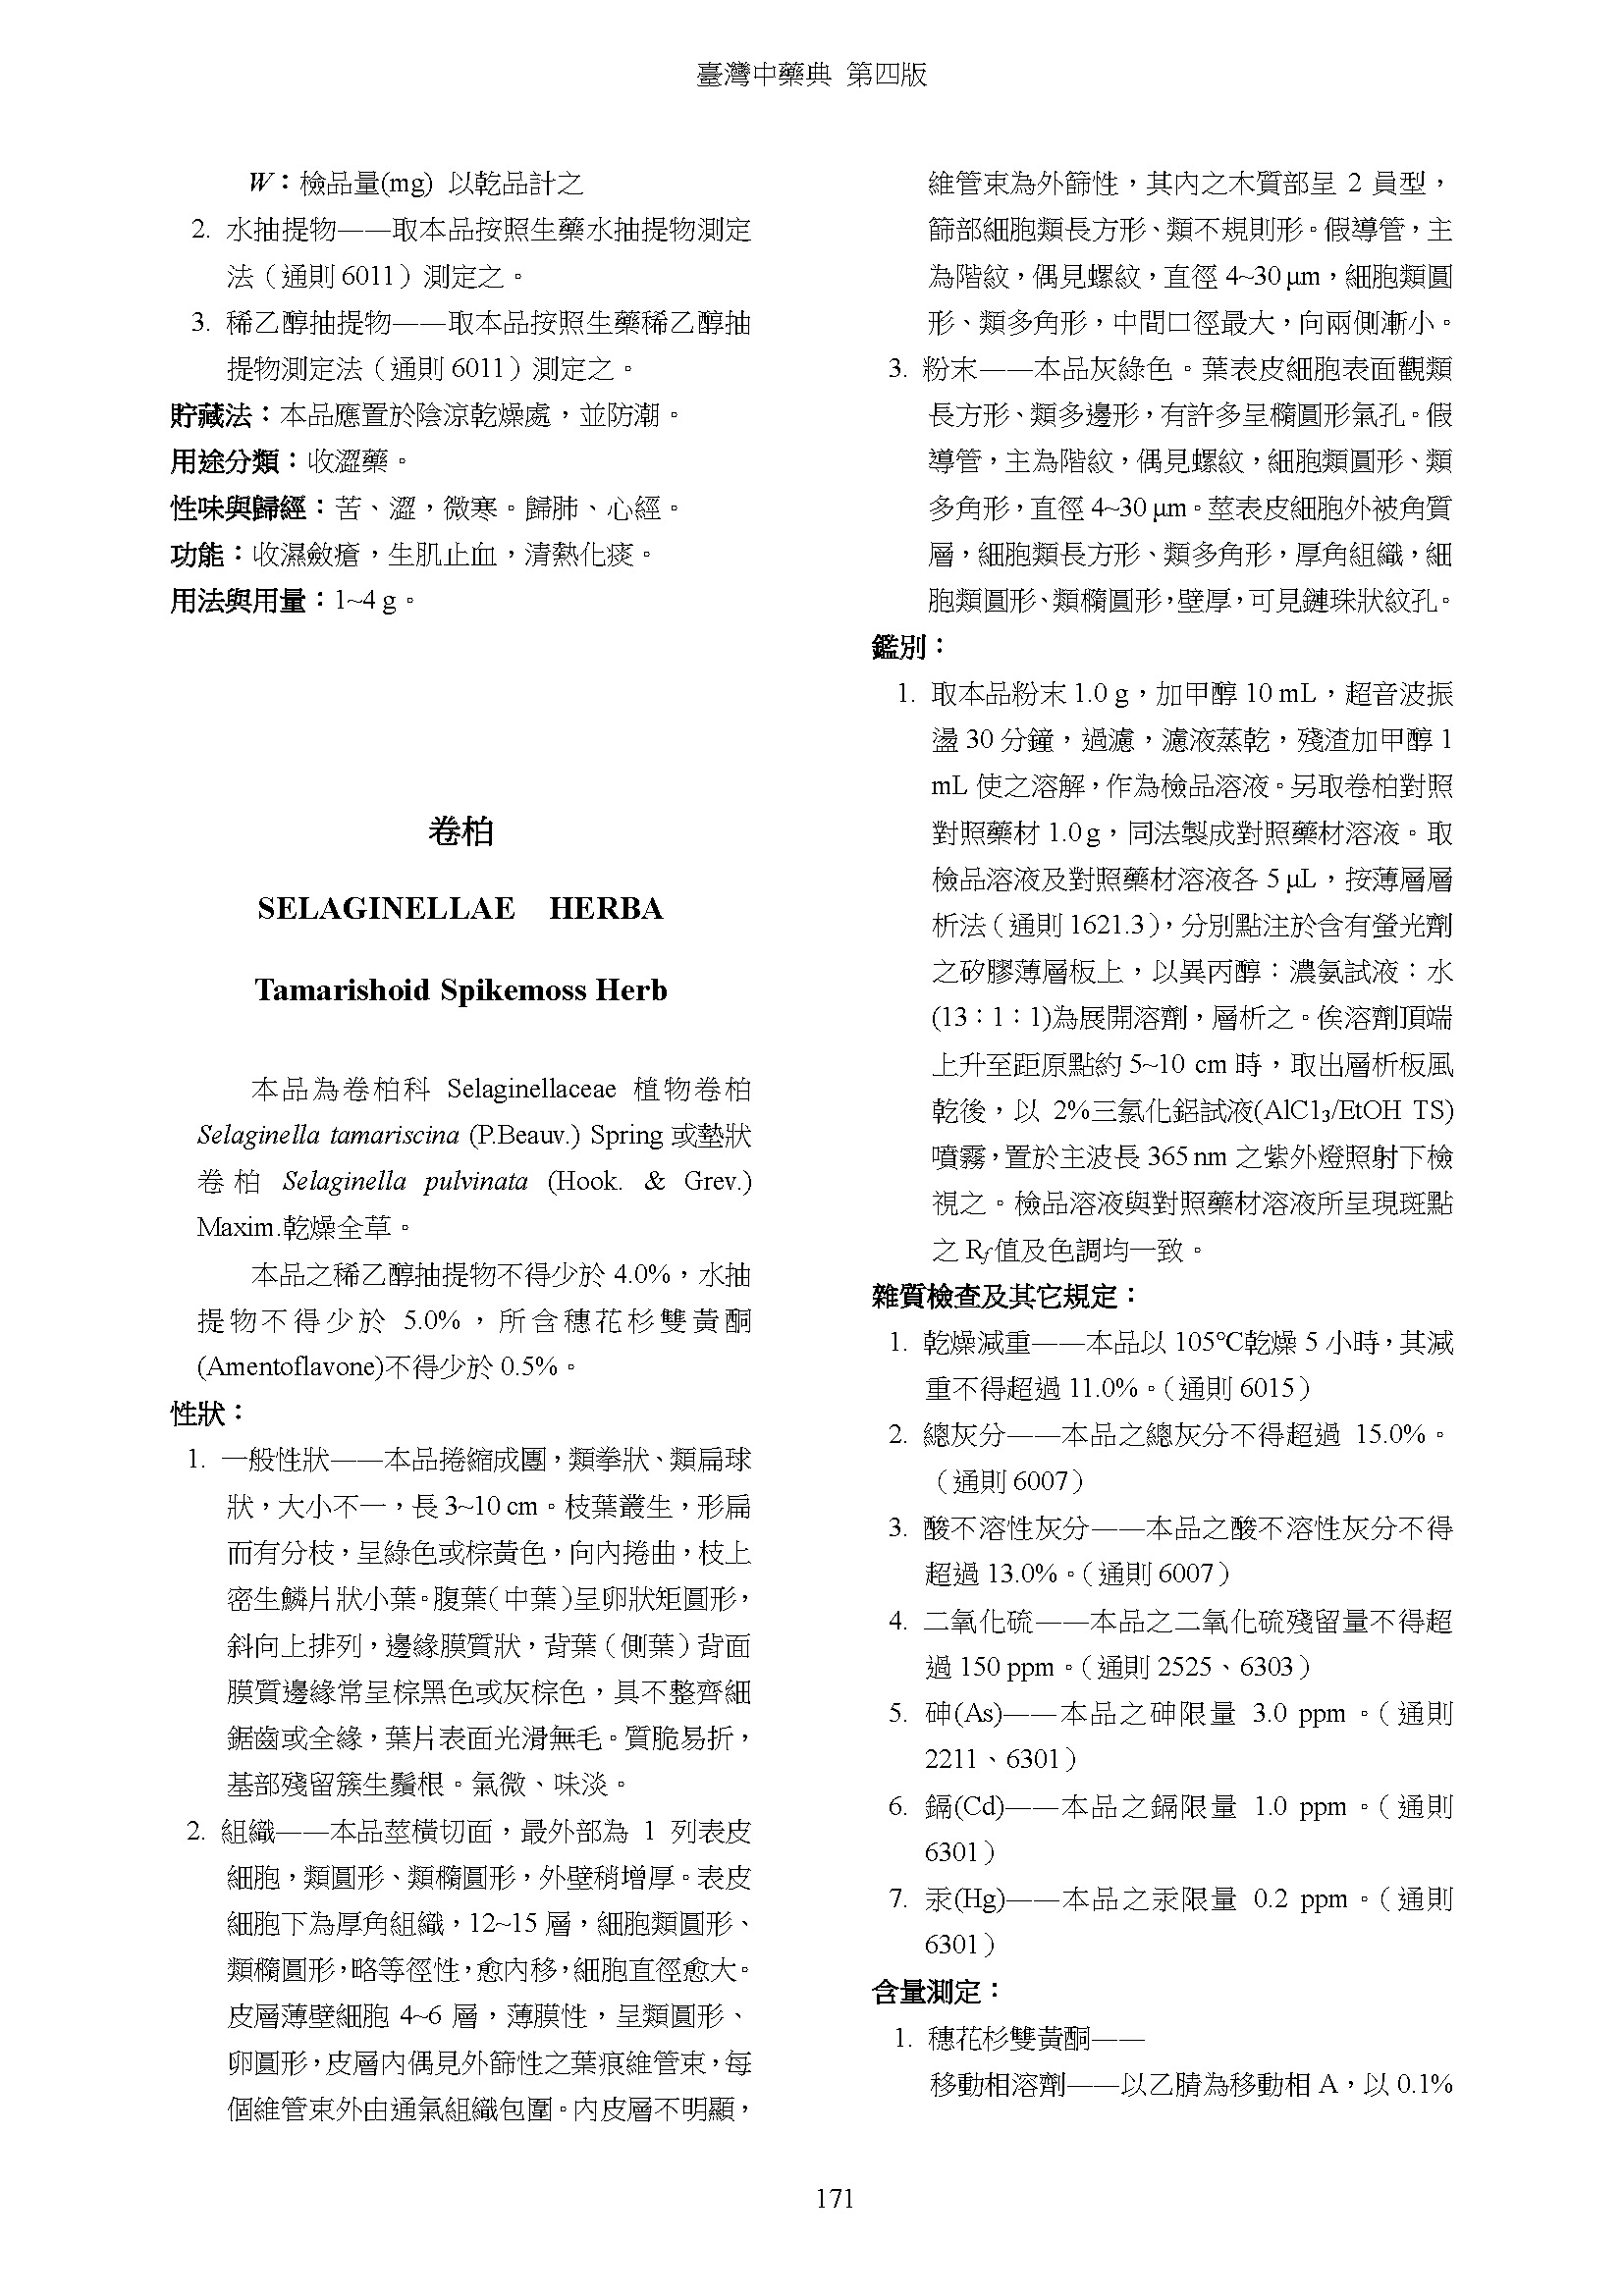 臺灣中藥典 第四版
W：檢品量(mg) 以乾品計之
2. 水抽提物——取本品按照生藥水抽提物測定
法（通則 6011）測定之。
3. 稀乙醇抽提物——取本品按照生藥稀乙醇抽
提物測定法（通則 6011）測定之。
貯藏法：本品應置於陰涼乾燥處，並防潮。
用途分類：收澀藥。
性味與歸經：苦、澀，微寒。歸肺、心經。
功能：收濕斂瘡，生肌止血，清熱化痰。
用法與用量：1~4 g。
卷柏
SELAGINELLAE HERBA
Tamarishoid Spikemoss Herb
本品為卷柏科 Selaginellaceae 植物卷柏
Selaginella tamariscina (P.Beauv.) Spring 或墊狀
卷柏 Selaginella pulvinata (Hook. & Grev.)
Maxim.乾燥全草。
本品之稀乙醇抽提物不得少於 4.0%，水抽
提物不得少於 5.0%，所含穗花杉雙黃酮
(Amentoflavone)不得少於 0.5%。
性狀：
1. 一般性狀——本品捲縮成團，類拳狀、類扁球
狀，大小不一，長 3~10 cm。枝葉叢生，形扁
而有分枝，呈綠色或棕黃色，向內捲曲，枝上
密生鱗片狀小葉。腹葉（中葉）呈卵狀矩圓形，
斜向上排列，邊緣膜質狀，背葉（側葉）背面
膜質邊緣常呈棕黑色或灰棕色，具不整齊細
鋸齒或全緣，葉片表面光滑無毛。質脆易折，
基部殘留簇生鬚根。氣微、味淡。
2. 組織——本品莖橫切面，最外部為 1 列表皮
細胞，類圓形、類橢圓形，外壁稍增厚。表皮
細胞下為厚角組織，12~15 層，細胞類圓形、
類橢圓形，略等徑性，愈內移，細胞直徑愈大。
皮層薄壁細胞 4~6 層，薄膜性，呈類圓形、
卵圓形，皮層內偶見外篩性之葉痕維管束，每
個維管束外由通氣組織包圍。內皮層不明顯，
維管束為外篩性，其內之木質部呈 2 員型，
篩部細胞類長方形、類不規則形。假導管，主
為階紋，偶見螺紋，直徑 4~30 μm，細胞類圓
形、類多角形，中間口徑最大，向兩側漸小。
3. 粉末——本品灰綠色。葉表皮細胞表面觀類
長方形、類多邊形，有許多呈橢圓形氣孔。假
導管，主為階紋，偶見螺紋，細胞類圓形、類
多角形，直徑 4~30 μm。莖表皮細胞外被角質
層，細胞類長方形、類多角形，厚角組織，細
胞類圓形、類橢圓形，壁厚，可見鏈珠狀紋孔。
鑑別：
1. 取本品粉末 1.0 g，加甲醇 10 mL，超音波振
盪 30 分鐘，過濾，濾液蒸乾，殘渣加甲醇 1
mL 使之溶解，作為檢品溶液。另取卷柏對照
對照藥材 1.0 g，同法製成對照藥材溶液。取
檢品溶液及對照藥材溶液各 5 μL，按薄層層
析法（通則 1621.3），分別點注於含有螢光劑
之矽膠薄層板上，以異丙醇：濃氨試液：水
(13：1：1)為展開溶劑，層析之。俟溶劑頂端
上升至距原點約 5~10 cm 時，取出層析板風
乾後，以 2%三氯化鋁試液(AlCl₃/EtOH TS)
噴霧，置於主波長 365 nm 之紫外燈照射下檢
視之。檢品溶液與對照藥材溶液所呈現斑點
之 Rf 值及色調均一致。
雜質檢查及其它規定：
1. 乾燥減重——本品以 105℃乾燥 5 小時，其減
重不得超過 11.0%。（通則 6015）
2. 總灰分——本品之總灰分不得超過 15.0%。
（通則 6007）
3. 酸不溶性灰分——本品之酸不溶性灰分不得
超過 13.0%。（通則 6007）
4. 二氧化硫——本品之二氧化硫殘留量不得超
過 150 ppm。（通則 2525、6303）
5. 砷(As)——本品之砷限量 3.0 ppm。（通則
2211、6301）
6. 鎘(Cd)——本品之鎘限量 1.0 ppm。（通則
6301）
7. 汞(Hg)——本品之汞限量 0.2 ppm。（通則
6301）
含量測定：
1. 穗花杉雙黃酮——
移動相溶劑——以乙腈為移動相 A，以 0.1%
171